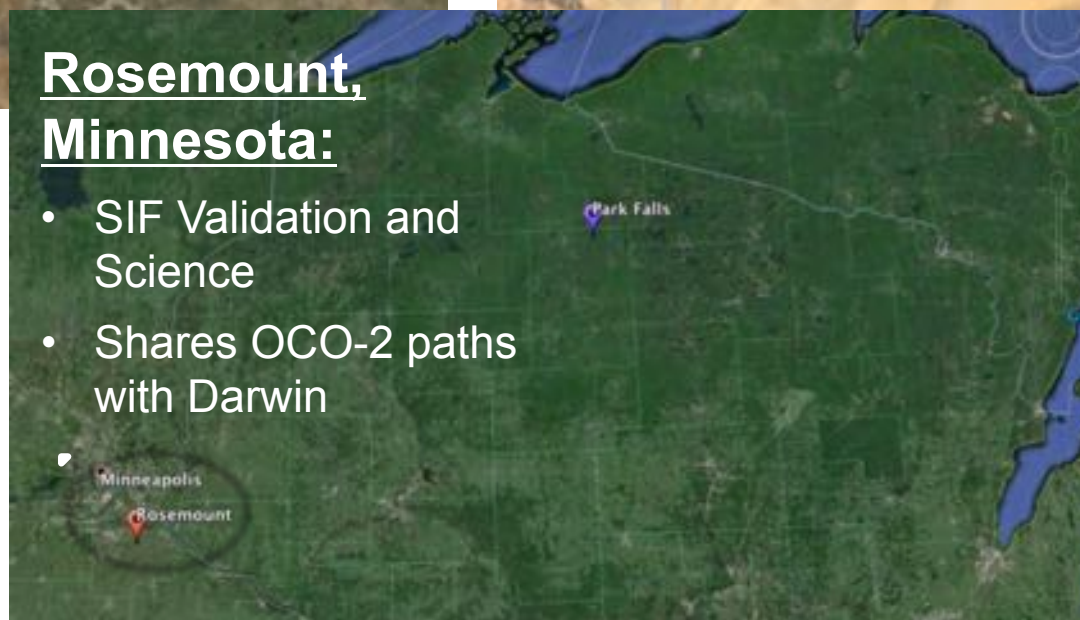 Rosemount,
Minnesota:
• SIF Validation and
Science
• Shares OCO-2 paths
with Darwin
Park Falls
Minneapolis
Rosemount